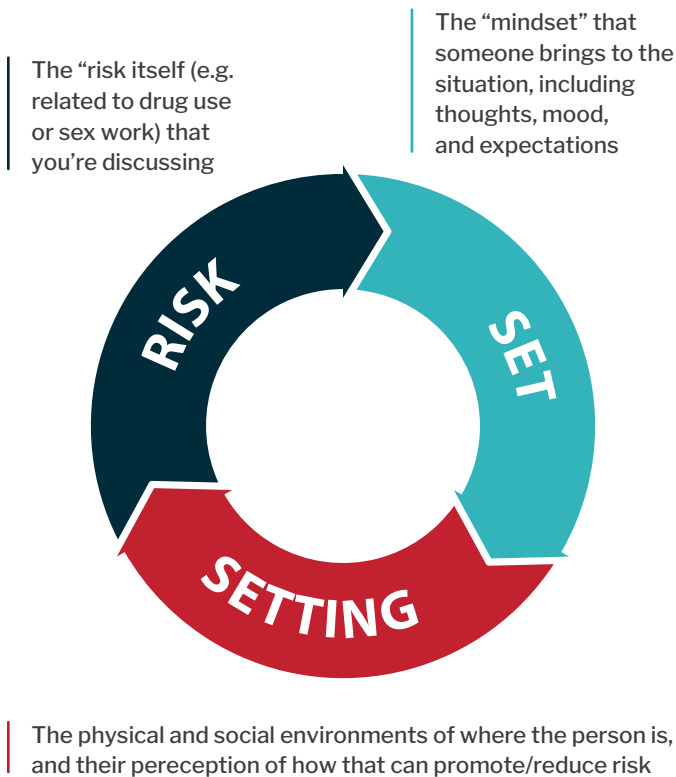 The “risk itself (e.g.
related to drug use
or sex work) that
you’re discussing
The “mindset” that
someone brings to the
situation, including
thoughts, mood,
and expectations
RISK
SET
SETTING
The physical and social environments of where the person is,
and their pereception of how that can promote/reduce risk